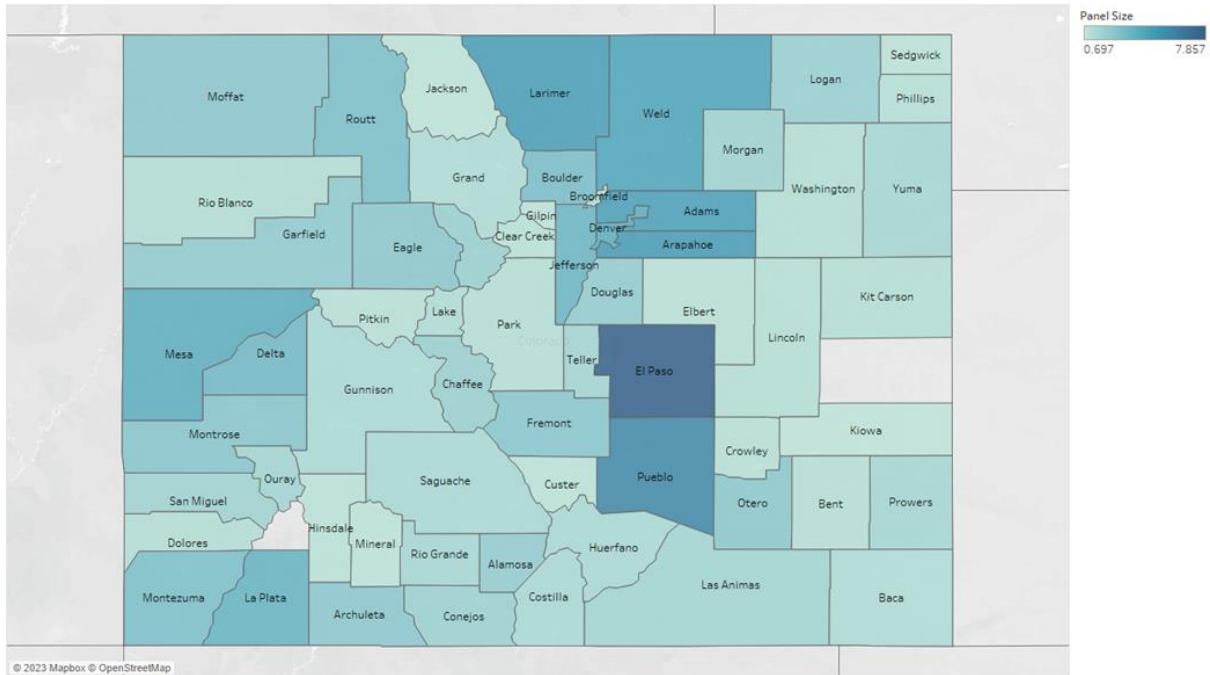 Panel Size
0.697 7.857
Sedgwick
Logan
Jackson
Larimer
Moffat
Phillips
Weld
Routt
Morgan
Grand
Boulder
Washington
Yuma
Rio Blanco
Broomfield
Gilpin
Adams
Denver
Garfield
Eagle
Clear Creek
Arapahoe
Jefferson
Douglas
Kit Carson
Pitkin
Lake
Elbert
Park
Lincoln
Colorado
Mesa
Delta
Teller
El Paso
Chaffee
Gunnison
Fremont
Kiowa
Montrose
Crowley
Ouray
Saguache
Custer
Pueblo
San Miguel
Otero
Bent
Prowers
Hinsdale
Dolores
Mineral
Rio Grande
Huerfano
Alamosa
Las Animas
Montezuma
La Plata
Costilla
Baca
Archuleta
Conejos
© 2023 Mapbox © OpenStreetMap